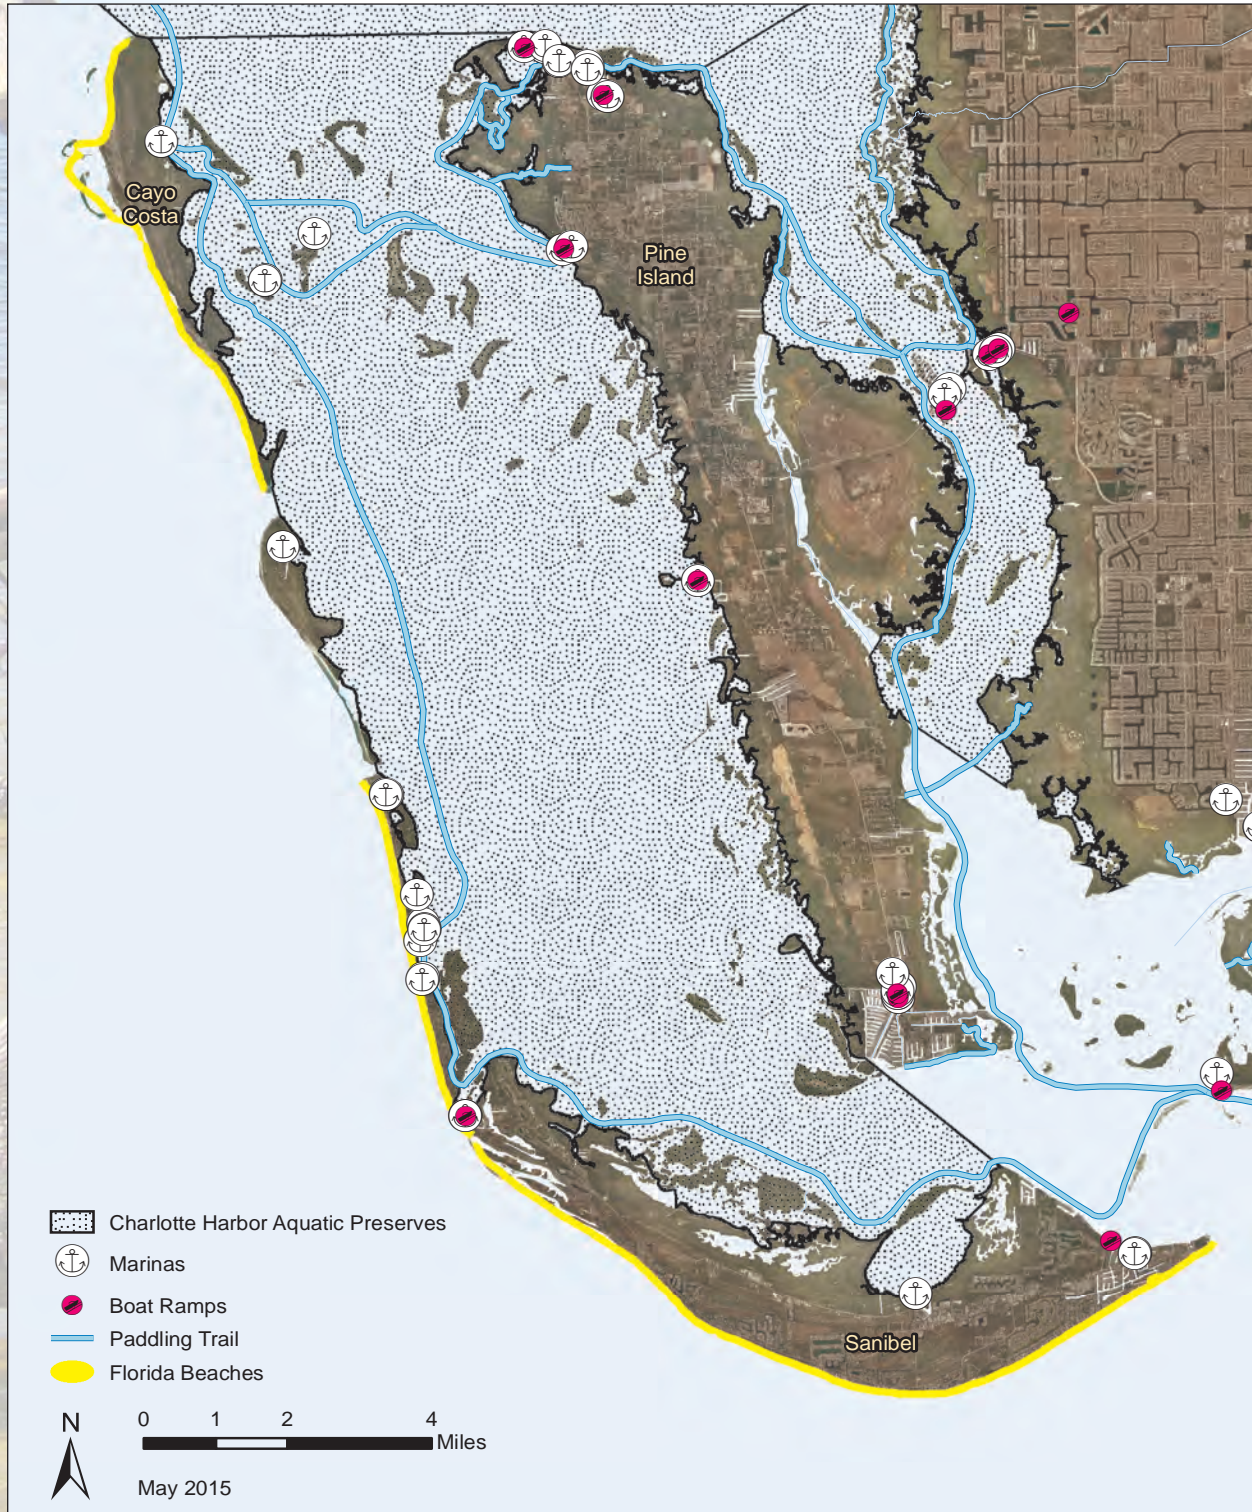 Cayo
Costa
Pine
Island
Sanibel
Charlotte Harbor Aquatic Preserves
Marinas
Boat Ramps
Paddling Trail
Florida Beaches
N
0 1 2 4
Miles
May 2015